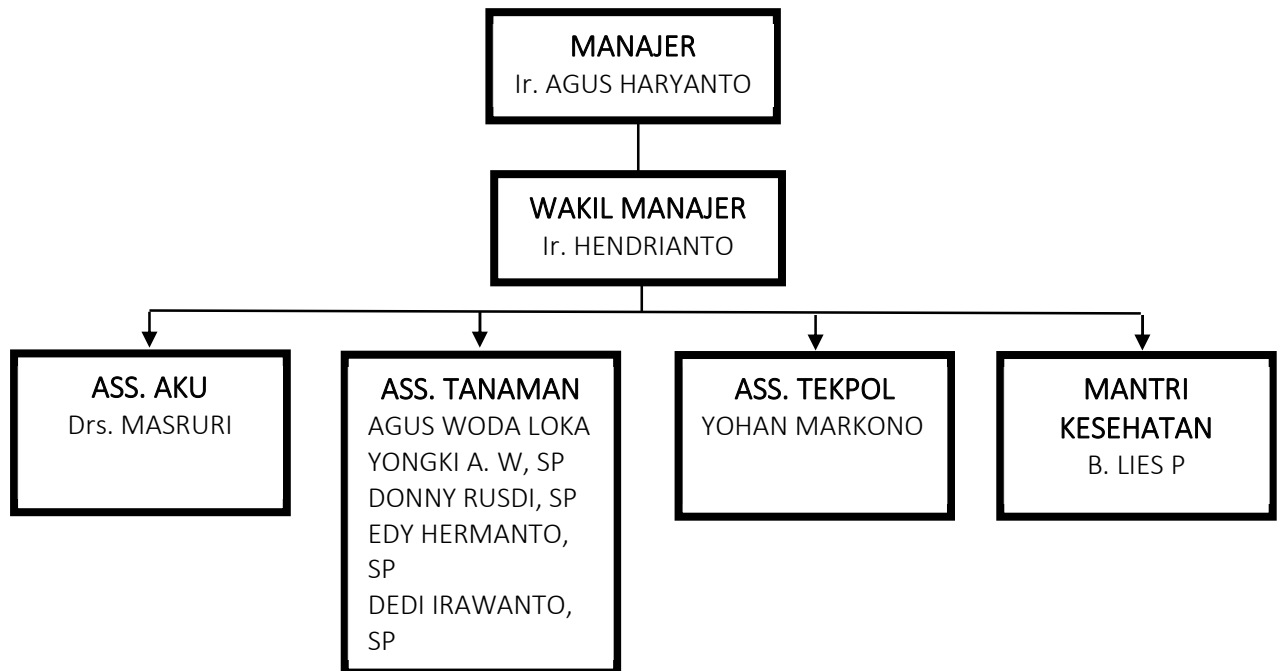 MANAJER
Ir. AGUS HARYANTO
WAKIL MANAJER
Ir. HENDRIANTO
ASS. AKU
Drs. MASRURI
ASS. TANAMAN
AGUS WODA LOKA
YONGKI A. W, SP
DONNY RUSDI, SP
EDY HERMANTO,
SP
DEDI IRAWANTO,
SP
ASS. TEKPOL
YOHAN MARKONO
MANTRI
KESEHATAN
B. LIES P